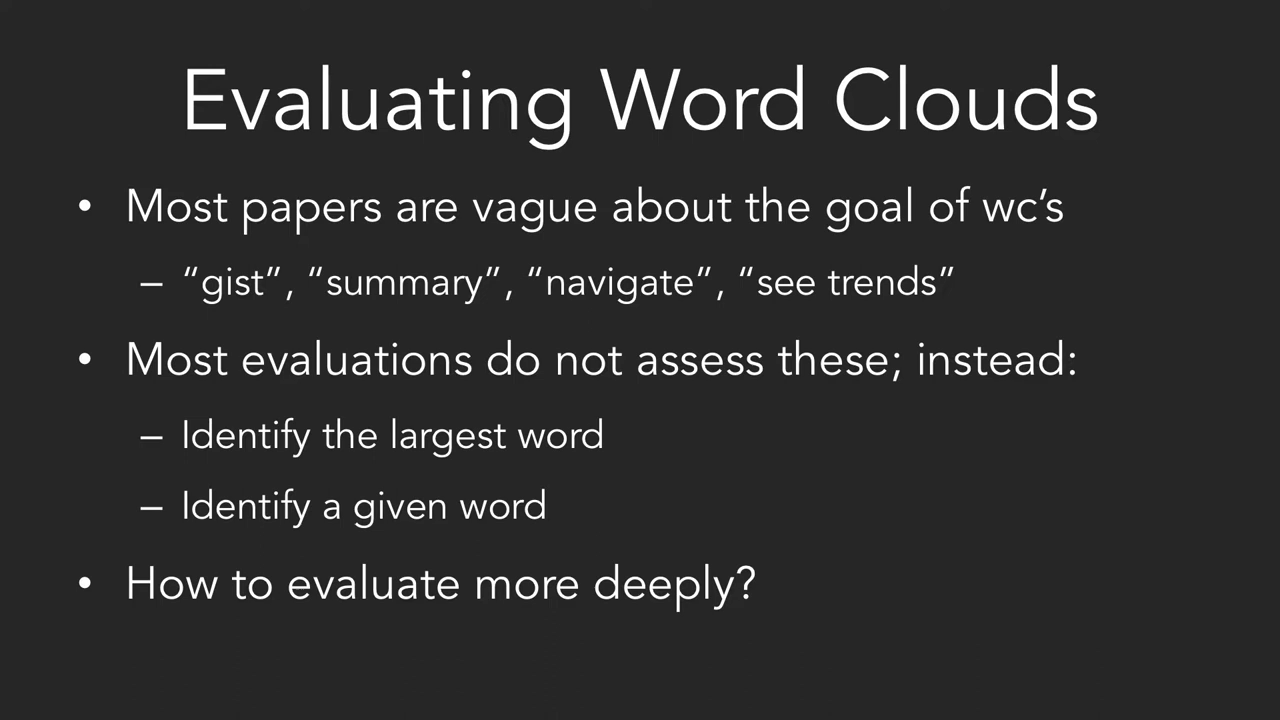 Evaluating Word Clouds
• Most papers are vague about the goal of wc’s
– “gist”, “summary”, “navigate”, “see trends”
• Most evaluations do not assess these; instead:
– Identify the largest word
– Identify a given word
• How to evaluate more deeply?